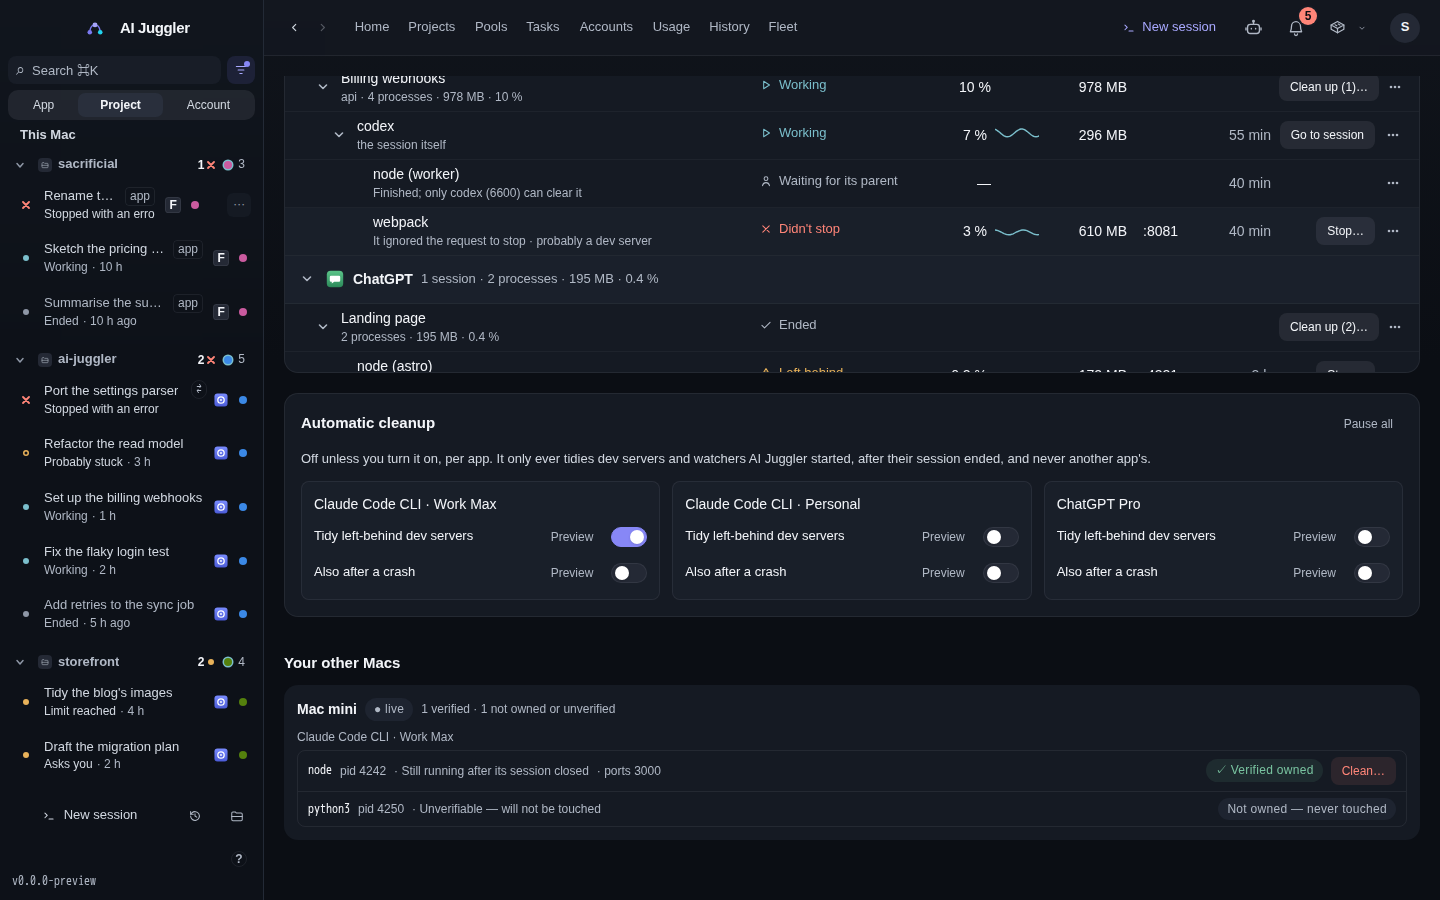 AI Juggler
Search ⌘K
App Project Account
This Mac
sacrificial 1 3
Rename t… app F
Stopped with an erro
Sketch the pricing … app F
Working · 10 h
Summarise the su… app F
Ended · 10 h ago
ai-juggler 2 5
Port the settings parser
Stopped with an error
Refactor the read model
Probably stuck · 3 h
Set up the billing webhooks
Working · 1 h
Fix the flaky login test
Working · 2 h
Add retries to the sync job
Ended · 5 h ago
storefront 2 4
Tidy the blog's images
Limit reached · 4 h
Draft the migration plan
Asks you · 2 h
New session
?
v0.0.0-preview
Home Projects Pools Tasks Accounts Usage History Fleet New session 5 S
Billing webhooks Working 10 % 978 MB Clean up (1)…
api · 4 processes · 978 MB · 10 %
codex Working 7 % 296 MB 55 min Go to session
the session itself
node (worker) Waiting for its parent — 40 min
Finished; only codex (6600) can clear it
webpack Didn't stop 3 % 610 MB :8081 40 min Stop…
It ignored the request to stop · probably a dev server
ChatGPT 1 session · 2 processes · 195 MB · 0.4 %
Landing page Ended Clean up (2)…
2 processes · 195 MB · 0.4 %
node (astro) Left behind
Automatic cleanup Pause all
Off unless you turn it on, per app. It only ever tidies dev servers and watchers AI Juggler started, after their session ended, and never another app's.
Claude Code CLI · Work Max Claude Code CLI · Personal ChatGPT Pro
Tidy left-behind dev servers Preview Tidy left-behind dev servers Preview Tidy left-behind dev servers Preview
Also after a crash Preview Also after a crash Preview Also after a crash Preview
Your other Macs
Mac mini ● live 1 verified · 1 not owned or unverified
Claude Code CLI · Work Max
node pid 4242 · Still running after its session closed · ports 3000 ✓ Verified owned Clean…
python3 pid 4250 · Unverifiable — will not be touched Not owned — never touched